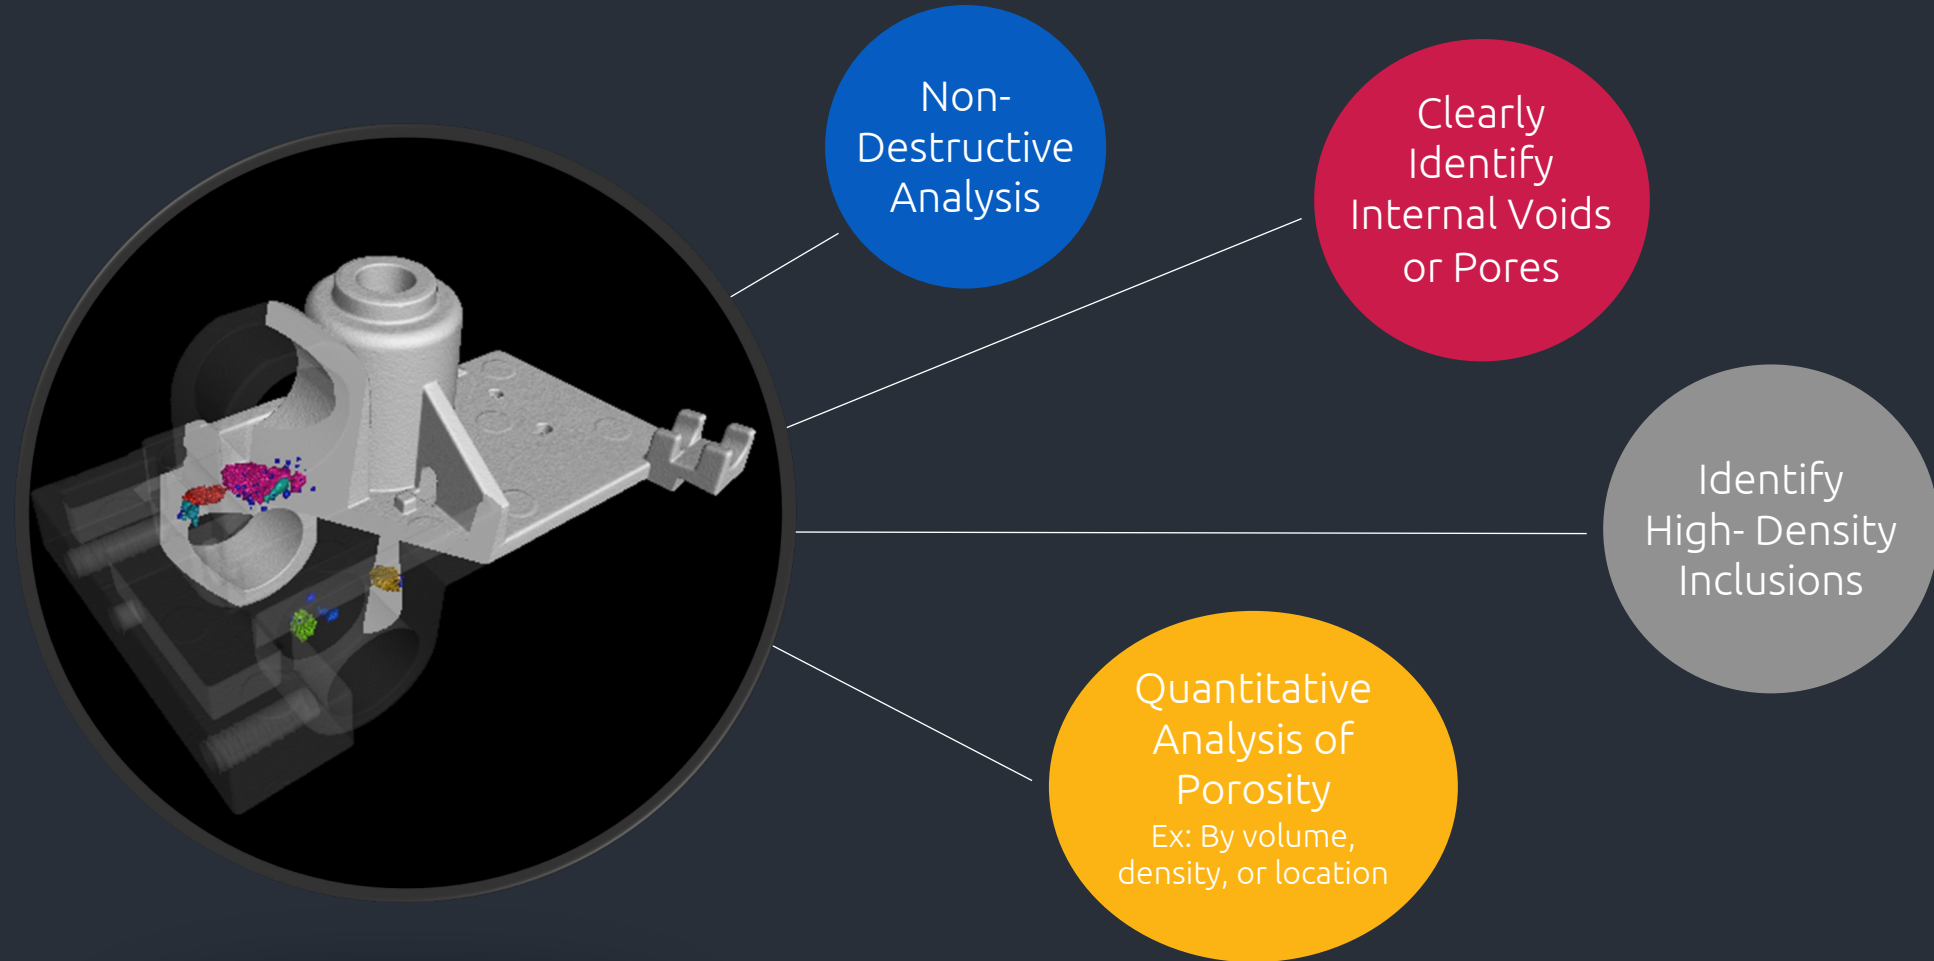 Non-
Destructive
Analysis
Clearly
Identify
Internal Voids
or Pores
Identify
High- Density
Inclusions
Quantitative
Analysis of
Porosity
Ex: By volume,
density, or location